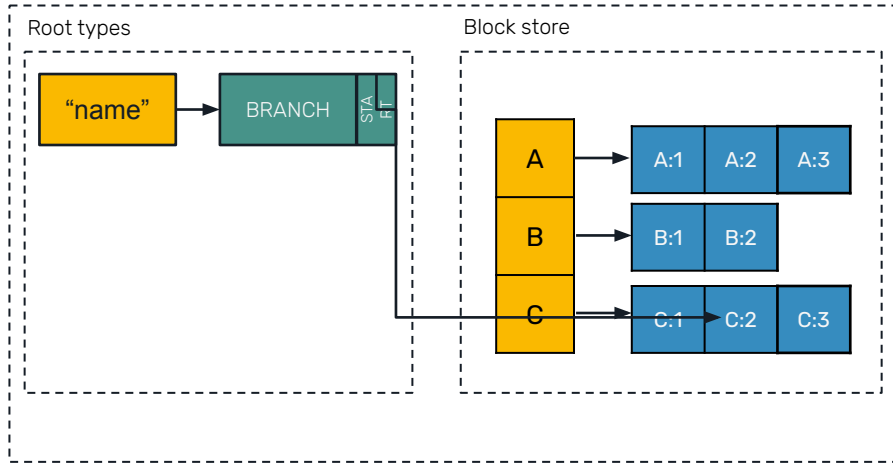 Root types
Block store
“name”
BRANCH
STA
RT
A
A:1
A:2
A:3
B
B:1
B:2
C
C:1
C:2
C:3